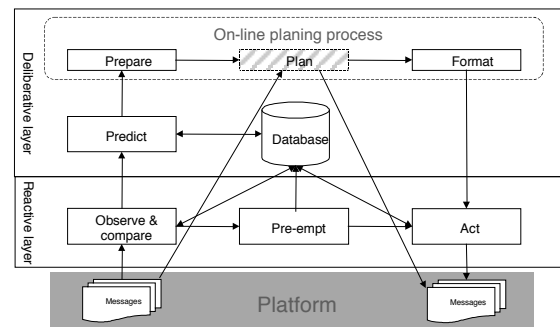 On-line planing process
Prepare
Plan
Format
Deliberative layer
Predict
Database
Reactive layer
Observe &
compare
Pre-empt
Act
Messages
Platform
Messages